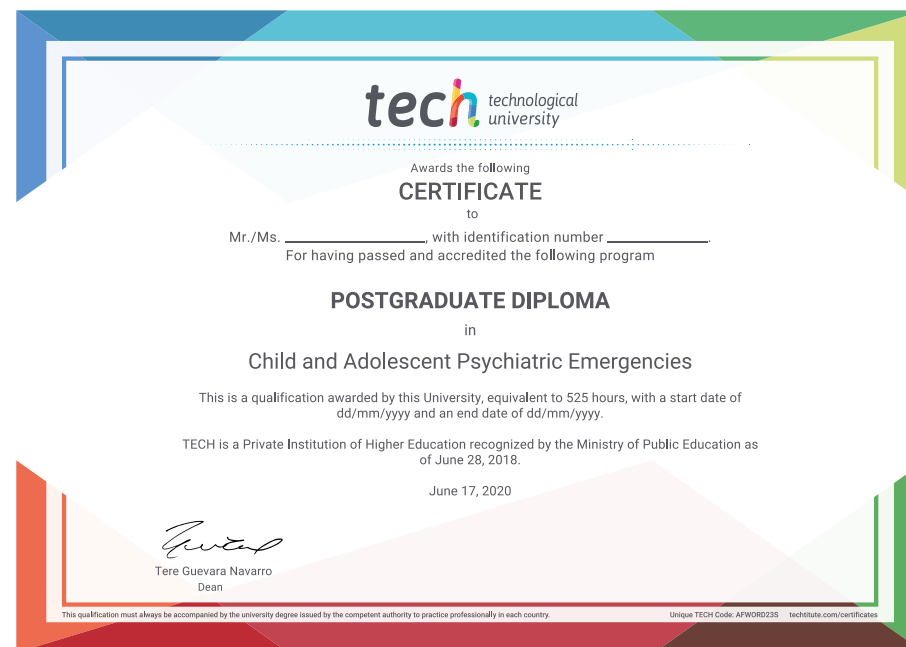 tech technological
university
Awards the following
CERTIFICATE
to
Mr./Ms. ____________________, with identification number ______________.
For having passed and accredited the following program
POSTGRADUATE DIPLOMA
in
Child and Adolescent Psychiatric Emergencies
This is a qualification awarded by this University, equivalent to 525 hours, with a start date of
dd/mm/yyyy and an end date of dd/mm/yyyy.
TECH is a Private Institution of Higher Education recognized by the Ministry of Public Education as
of June 28, 2018.
June 17, 2020
Tere Guevara Navarro
Dean
This qualification must always be accompanied by the university degree issued by the competent authority to practice professionally in each country.
Unique TECH Code: AFWORD23S techtitute.com/certificates